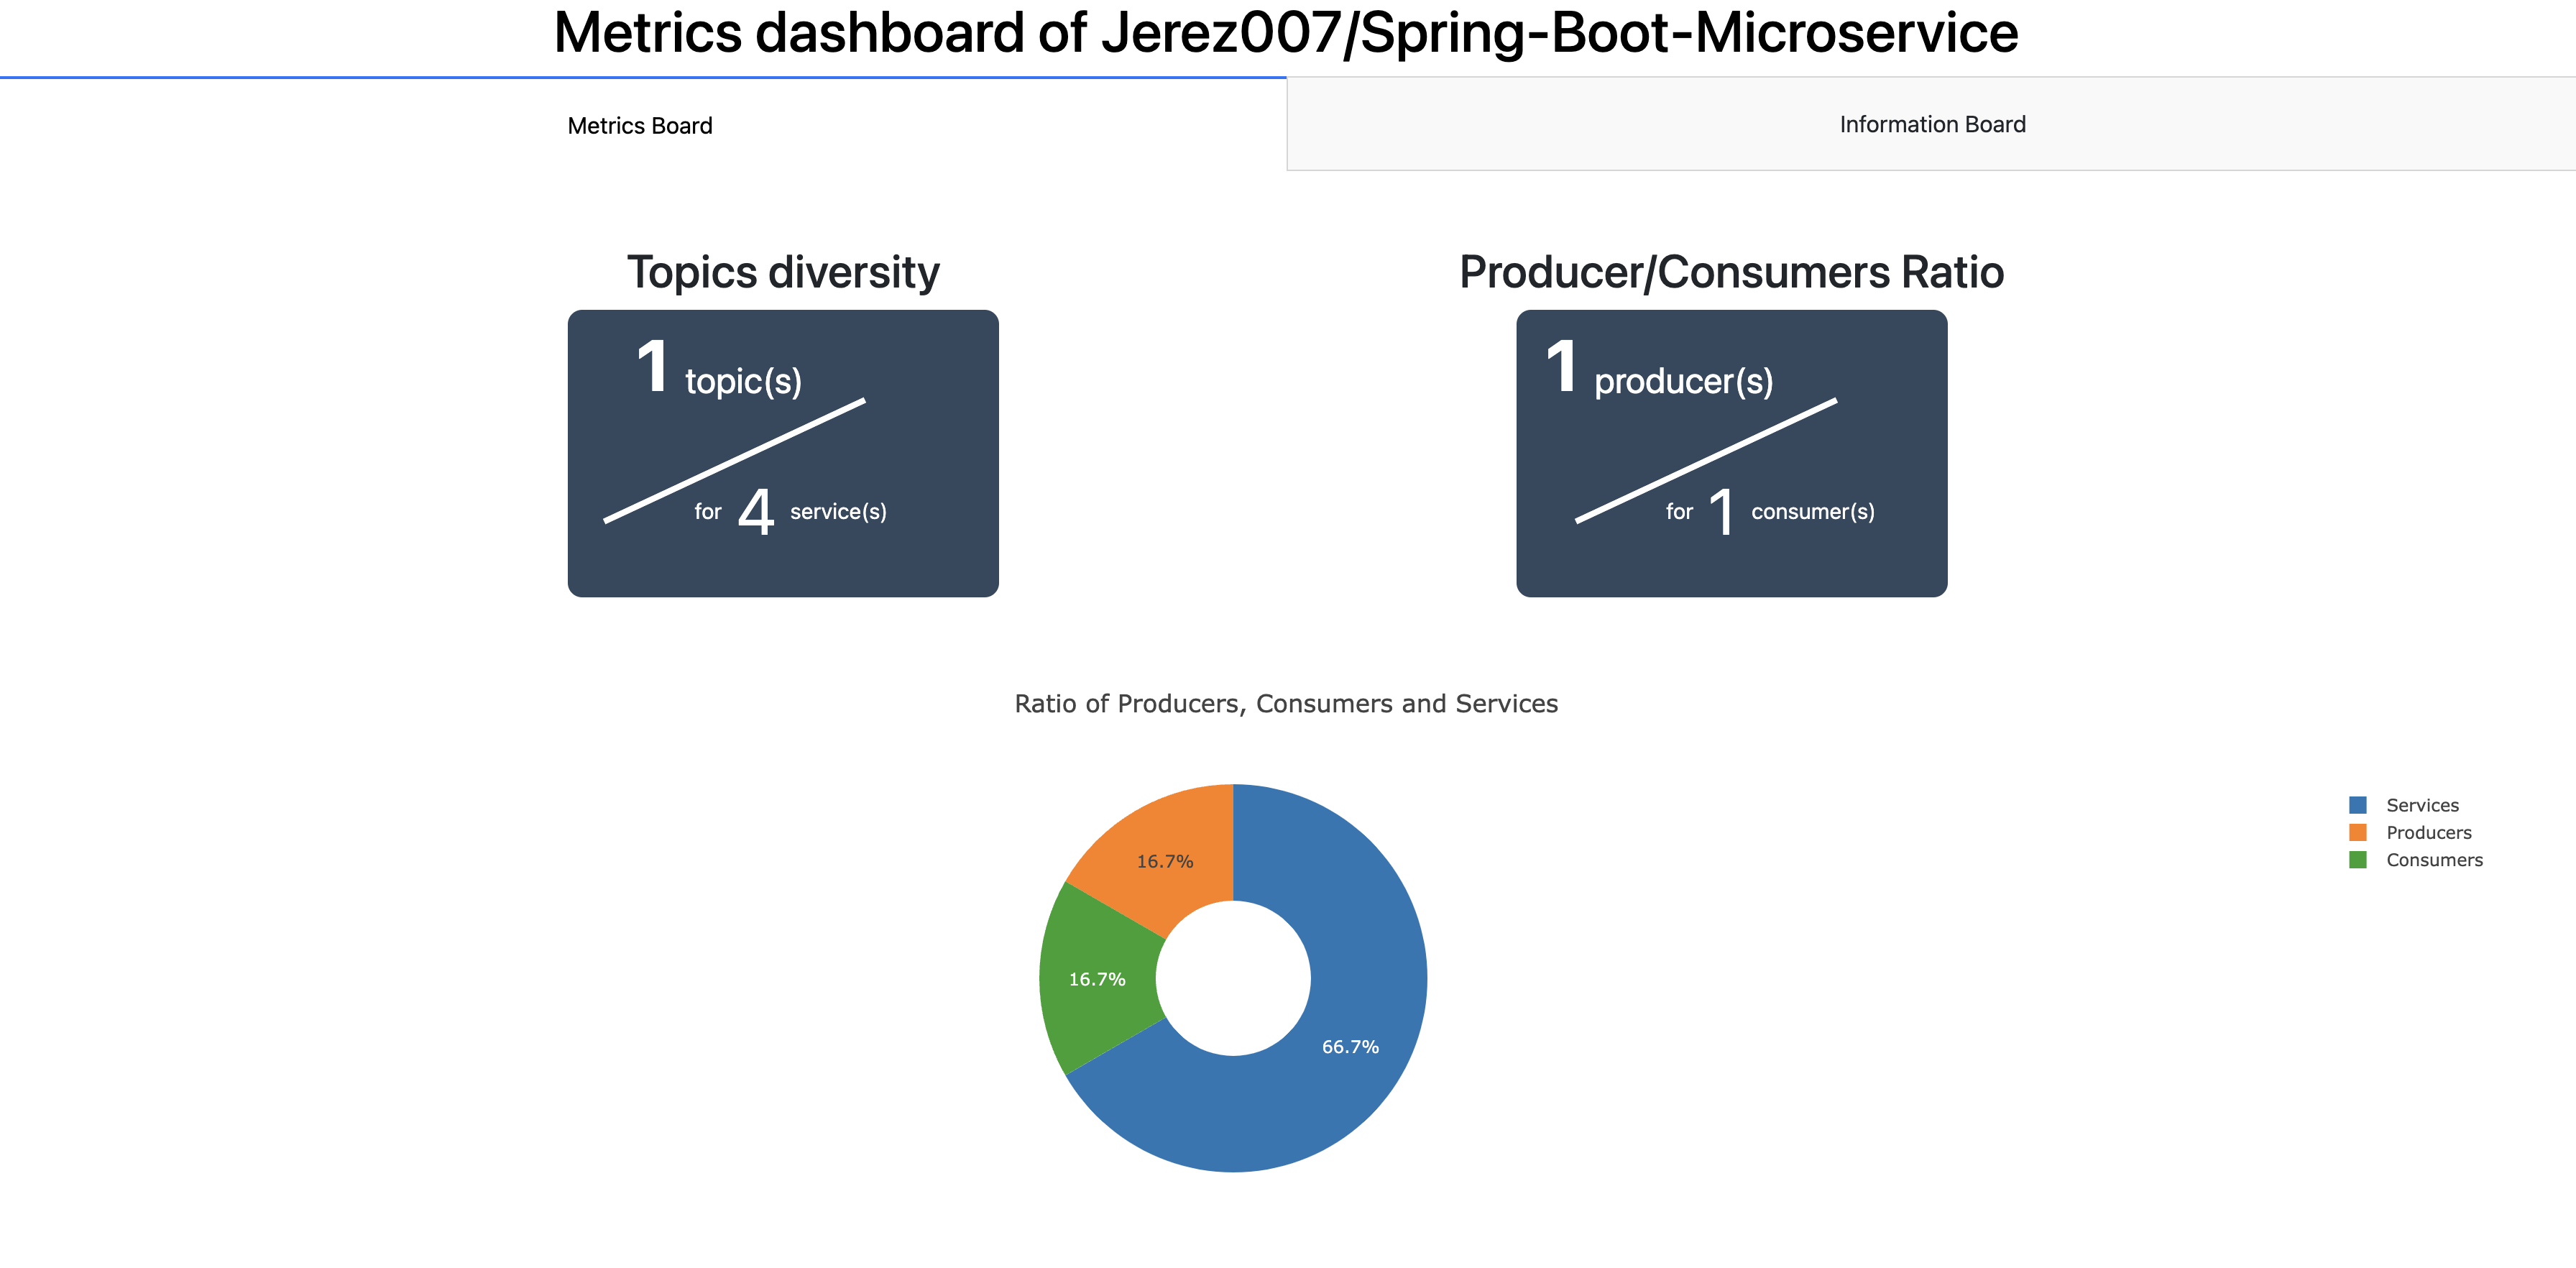 Metrics dashboard of Jerez007/Spring-Boot-Microservice
Metrics Board
Information Board
Topics diversity
1 topic(s)
for 4 service(s)
Producer/Consumers Ratio
1 producer(s)
for 1 consumer(s)
Ratio of Producers, Consumers and Services
16.7%
16.7%
66.7%
Services
Producers
Consumers